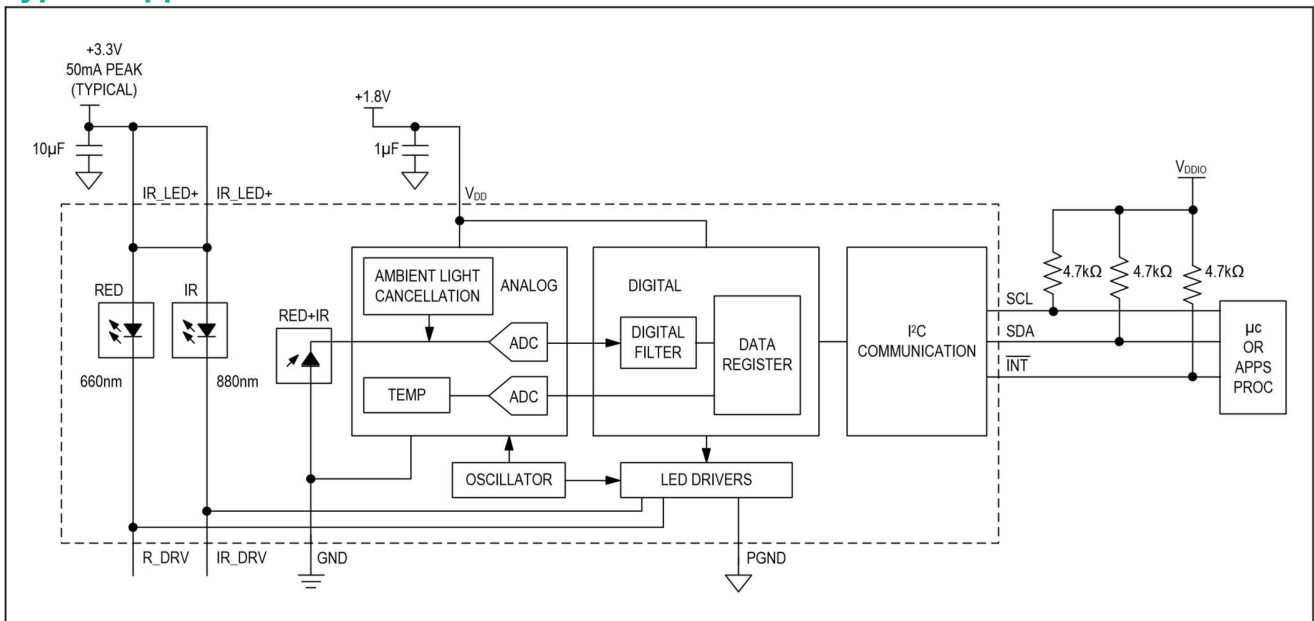 +3.3V
50mA PEAK
(TYPICAL)
+1.8V
10µF
1µF
V_DDIO
IR_LED+ IR_LED+
V_DD
4.7kΩ 4.7kΩ 4.7kΩ
AMBIENT LIGHT
CANCELLATION
ANALOG
DIGITAL
RED
IR
RED+IR
SCL
ADC
DIGITAL
FILTER
DATA
REGISTER
I²C
COMMUNICATION
SDA
µc
OR
APPS
PROC
INT
660nm
880nm
TEMP
ADC
OSCILLATOR
LED DRIVERS
R_DRV
IR_DRV
GND
PGND